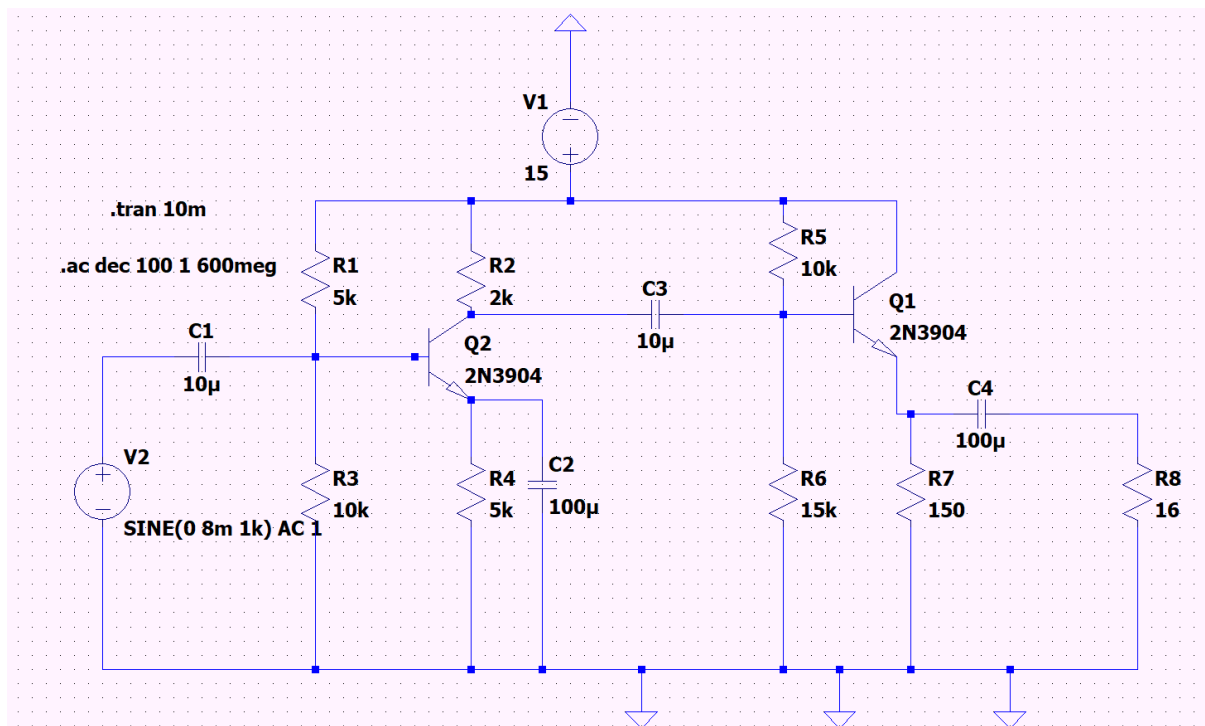 V1
15
.tran 10m
.ac dec 100 1 600meg
R1
5k
R2
2k
R5
10k
C3
10µ
Q1
2N3904
C1
10µ
Q2
2N3904
C4
100µ
V2
SINE(0 8m 1k) AC 1
R3
10k
R4
5k
C2
100µ
R6
15k
R7
150
R8
16